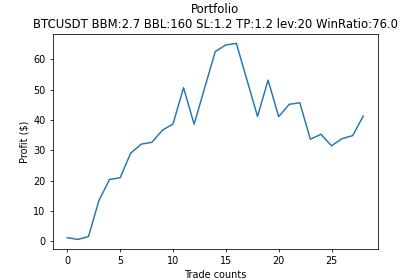 Portfolio
BTCUSDT BBM:2.7 BBL:160 SL:1.2 TP:1.2 lev:20 WinRatio:76.0
Profit ($)
60
50
40
30
20
10
0
0 5 10 15 20 25
Trade counts